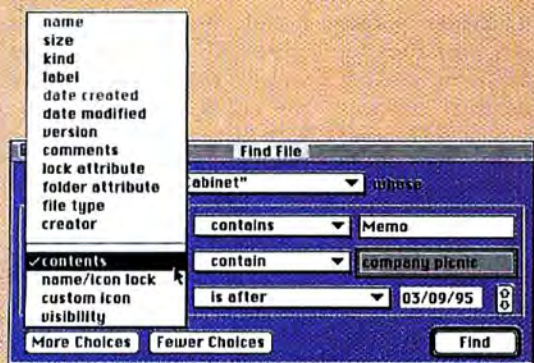 name
size
kind
label
date created
date modified
version
comments
lock attribute
folder attribute
file type
creator
✓contents
name/icon lock
custom icon
visibility
Find File
abinet" whose
contains Memo
contain company picnic
is after 03/09/95
More Choices Fewer Choices Find